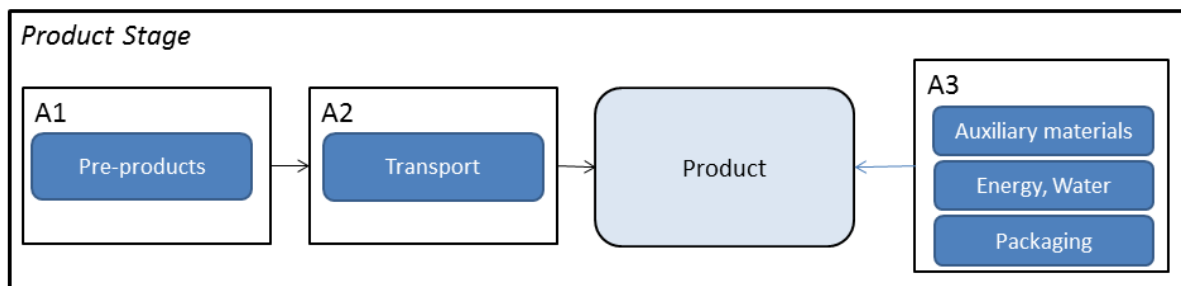 Product Stage
A1
Pre-products
A2
Transport
Product
A3
Auxiliary materials
Energy, Water
Packaging